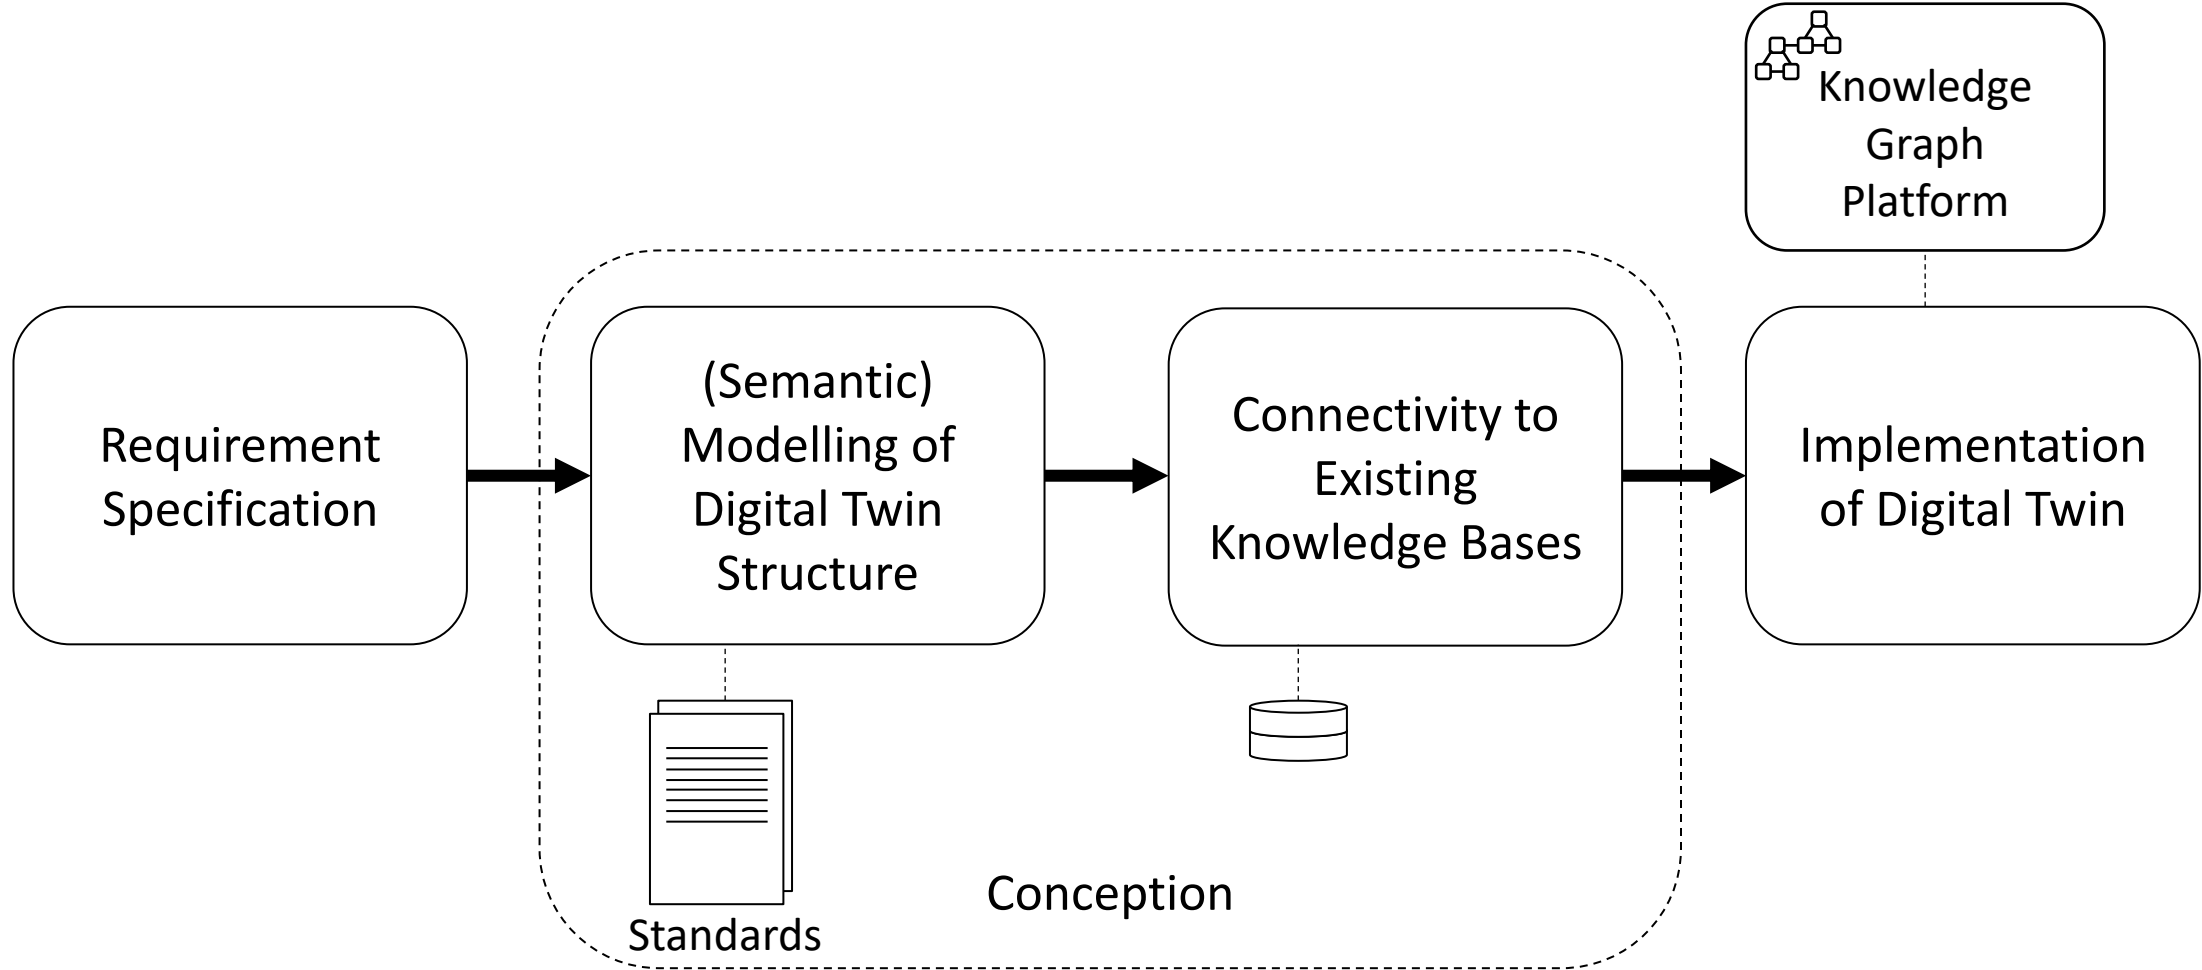 Knowledge
Graph
Platform
Requirement
Specification
(Semantic)
Modelling of
Digital Twin
Structure
Connectivity to
Existing
Knowledge Bases
Implementation
of Digital Twin
Standards
Conception